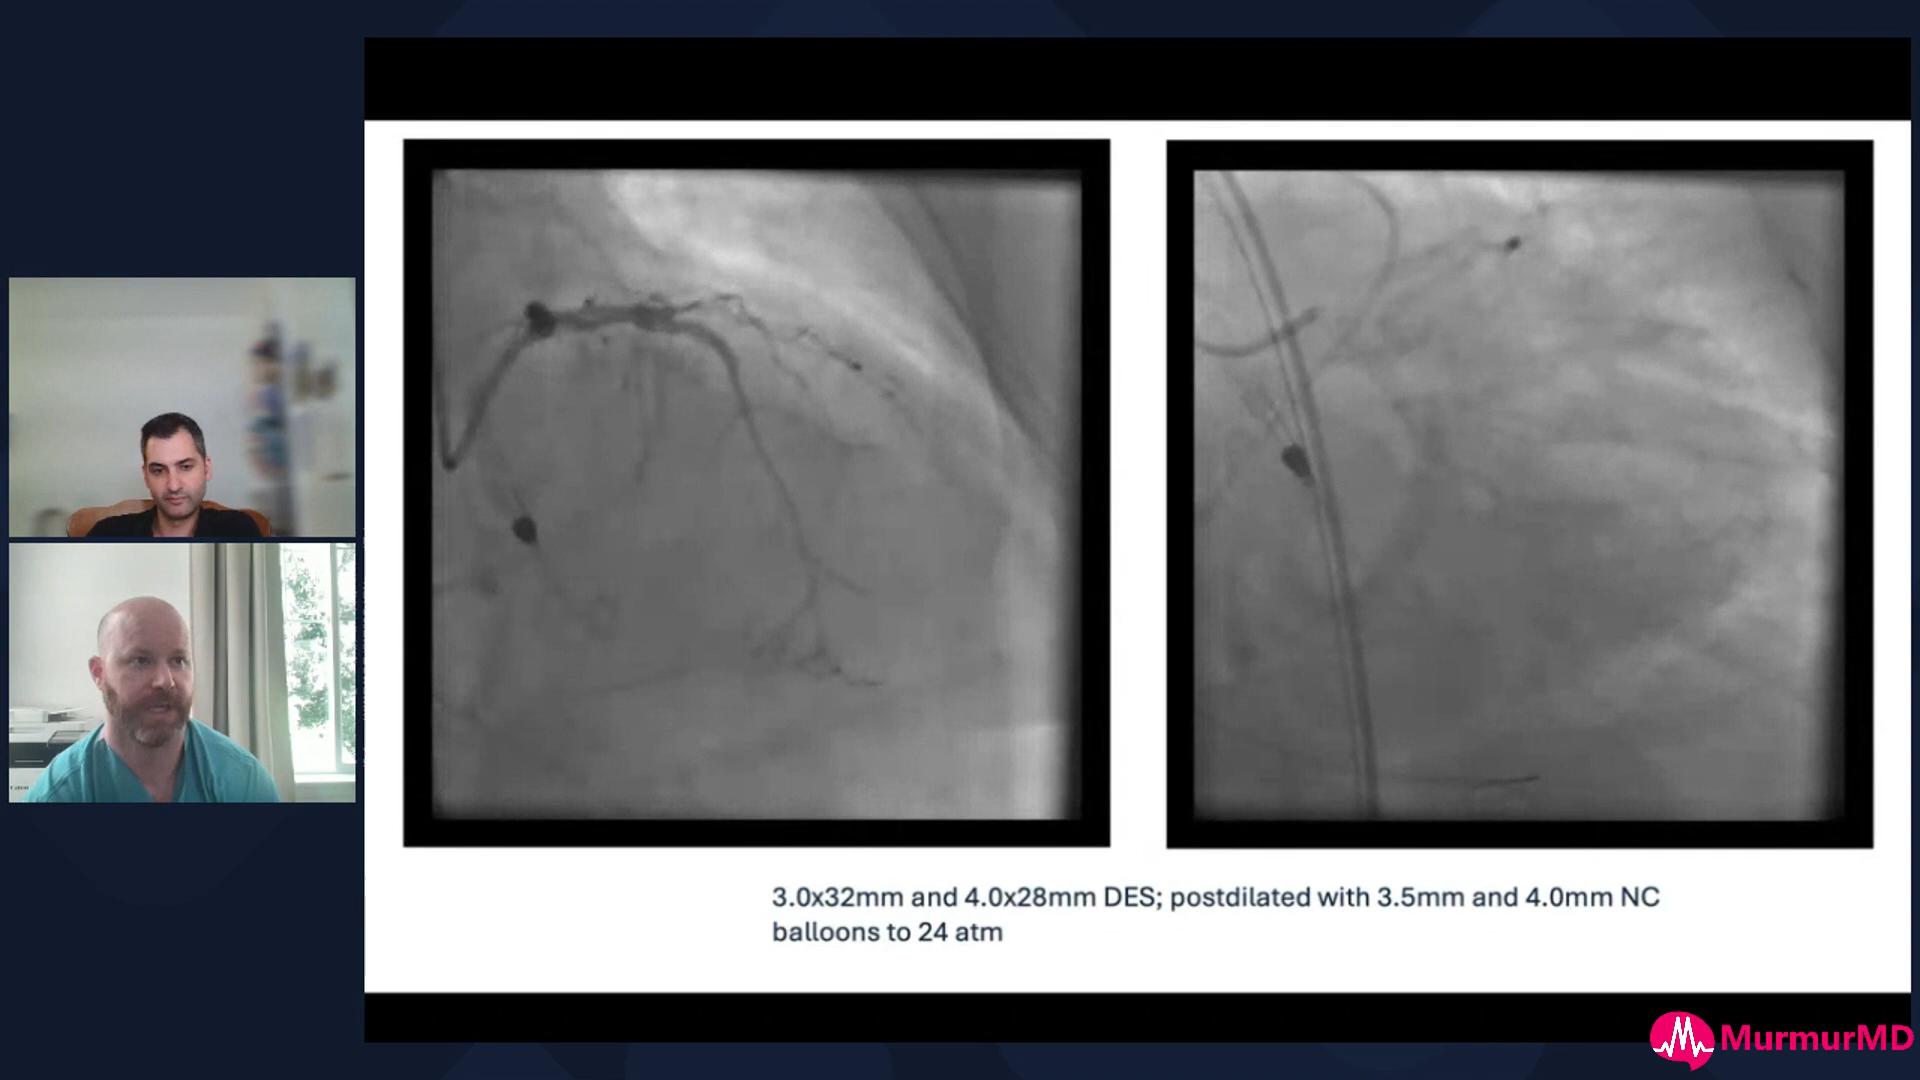 3.0x32mm and 4.0x28mm DES; postdilated with 3.5mm and 4.0mm NC
balloons to 24 atm
MurmurMD